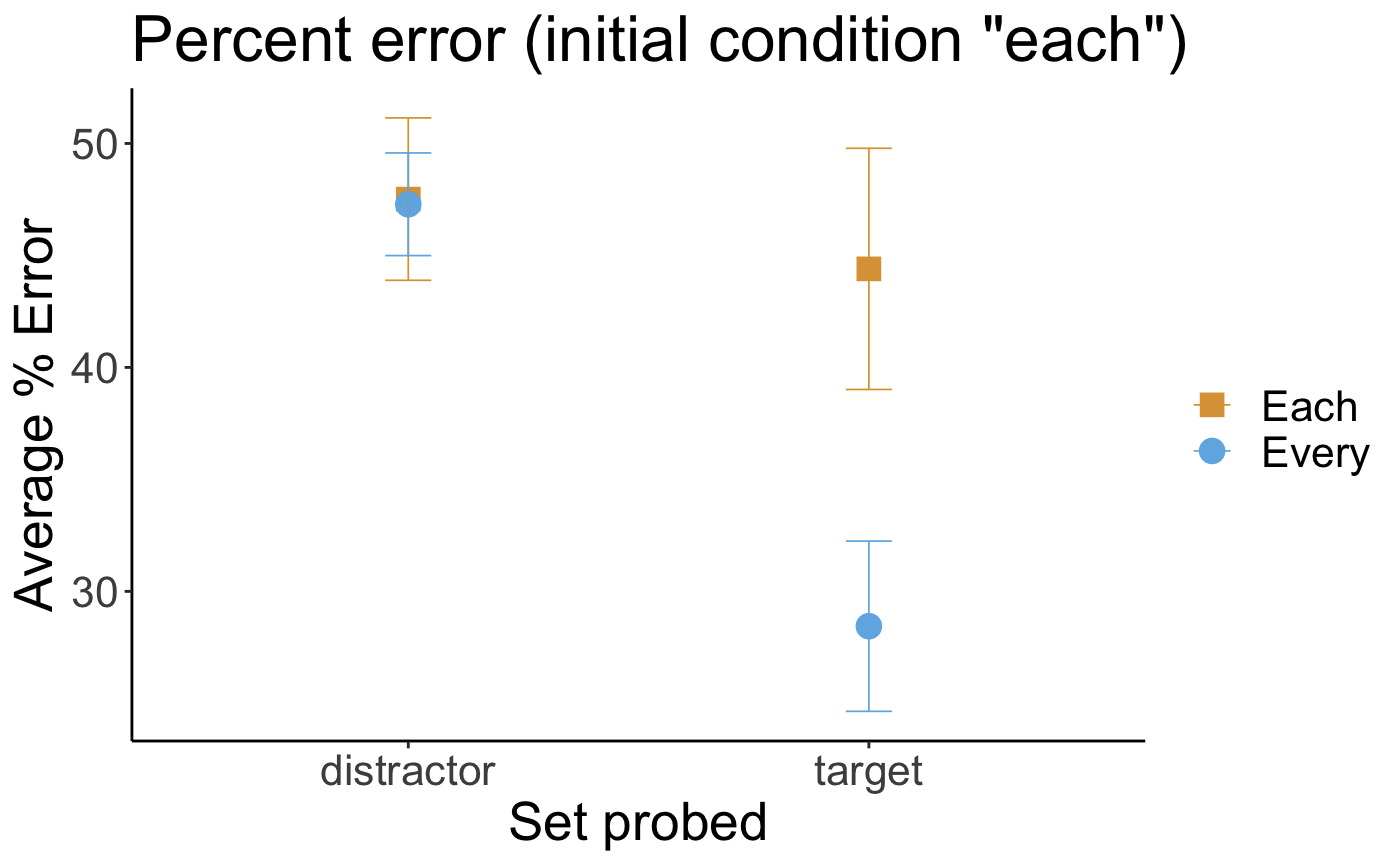 Percent error (initial condition "each")
Average % Error
50
40
30
distractor
target
Set probed
Each
Every